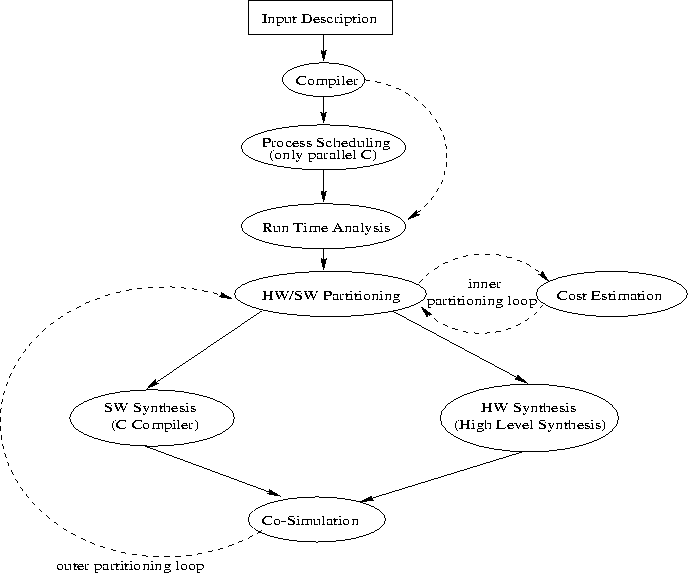 Input Description
Compiler
Process Scheduling
(only parallel C)
Run Time Analysis
HW/SW Partitioning
inner
partitioning loop
Cost Estimation
SW Synthesis
(C Compiler)
HW Synthesis
(High Level Synthesis)
Co-Simulation
outer partitioning loop